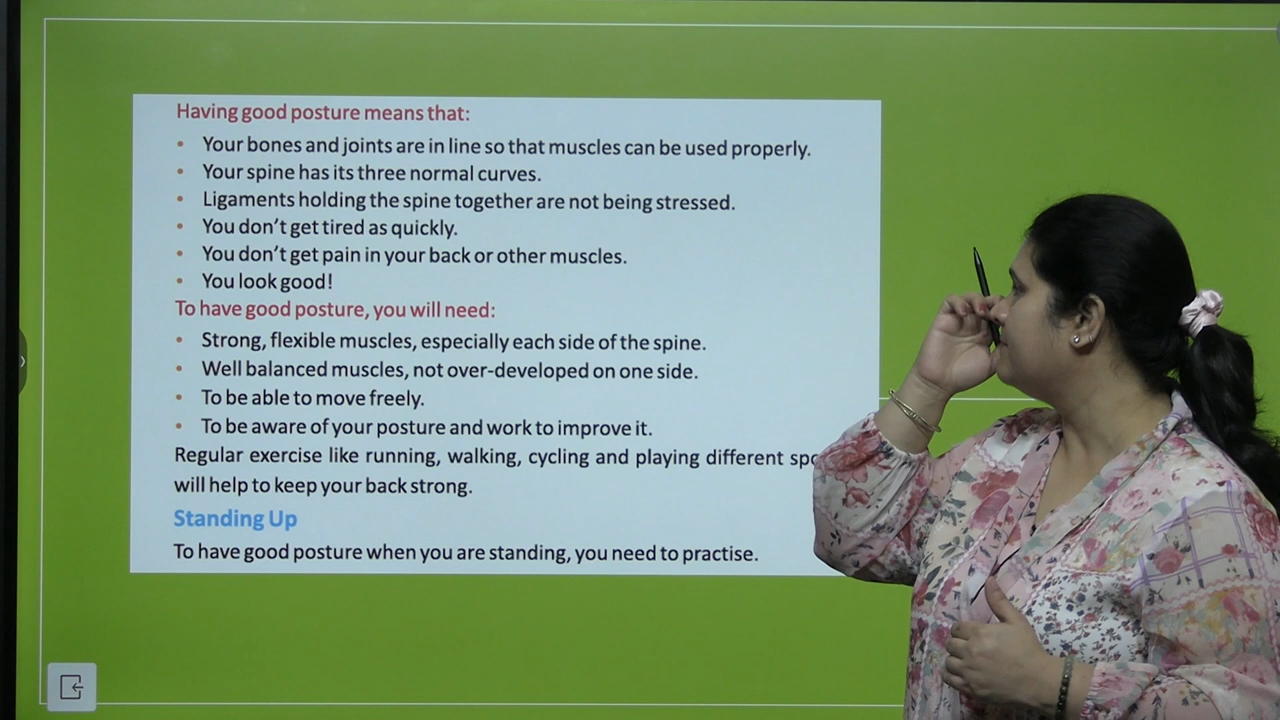 Having good posture means that:
• Your bones and joints are in line so that muscles can be used properly.
• Your spine has its three normal curves.
• Ligaments holding the spine together are not being stressed.
• You don't get tired as quickly.
• You don't get pain in your back or other muscles.
• You look good!
To have good posture, you will need:
• Strong, flexible muscles, especially each side of the spine.
• Well balanced muscles, not over-developed on one side.
• To be able to move freely.
• To be aware of your posture and work to improve it.
Regular exercise like running, walking, cycling and playing different
will help to keep your back strong.
Standing Up
To have good posture when you are standing, you need to practise.